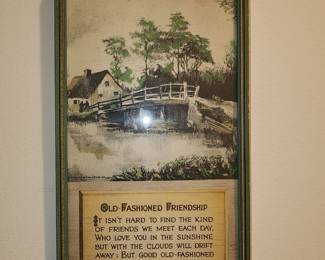 OLD-FASHIONED FRIENDSHIP
IT ISN'T HARD TO FIND THE KIND
OF FRIENDS WE MEET EACH DAY,
WHO LOVE YOU IN THE SUNSHINE
BUT WITH THE CLOUDS WILL DRIFT
AWAY; BUT GOOD OLD-FASHIONED